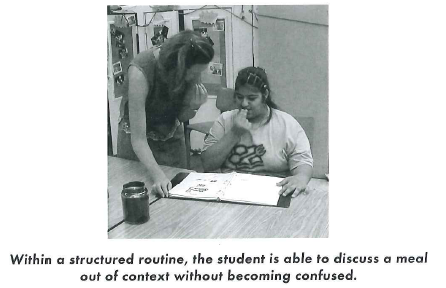 Within a structured routine, the student is able to discuss a meal
out of context without becoming confused.